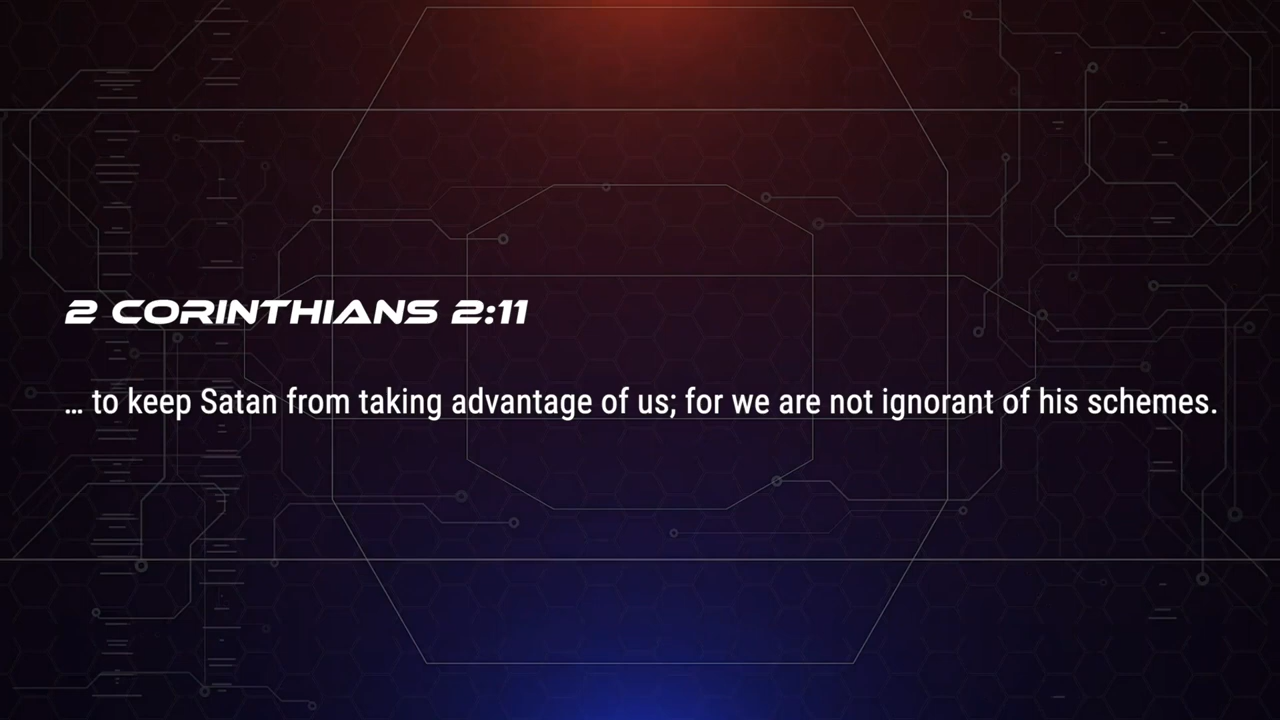 2 CORINTHIANS 2:11
… to keep Satan from taking advantage of us; for we are not ignorant of his schemes.